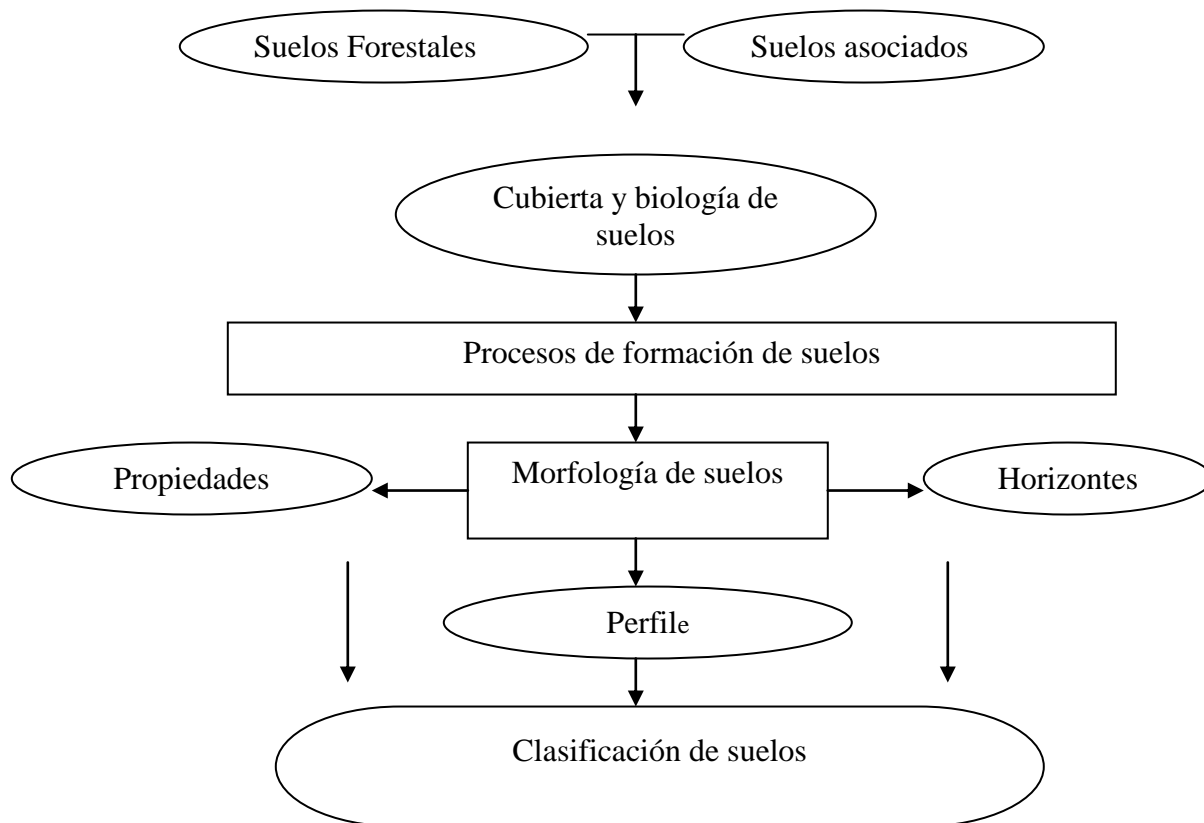 Suelos Forestales
Suelos asociados
Cubierta y biología de
suelos
Procesos de formación de suelos
Propiedades
Morfología de suelos
Horizontes
Perfile
Clasificación de suelos